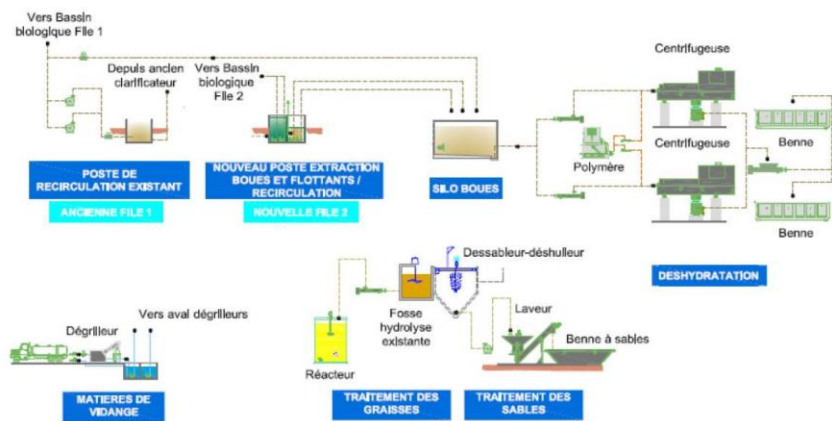 Vers Bassin
biologique File 1
Depuis ancien
clarificateur
Vers Bassin
biologique
File 2
Centrifugeuse
Benne
Polymère
Centrifugeuse
Benne
POSTE DE
RECIRCULATION EXISTANT
ANCIENNE FILE 1
NOUVEAU POSTE EXTRACTION
BOUES ET FLOTTANTS /
RECIRCULATION
NOUVELLE FILE 2
SILO BOUES
DESHYDRATATION
Vers aval dégrilleurs
Dégrilleur
MATIERES DE
VIDANGE
Dessableur-déshuileur
Fosse
hydrolyse
existante
Réacteur
Laveur
Benne à sables
TRAITEMENT DES
GRAISSES
TRAITEMENT DES
SABLES